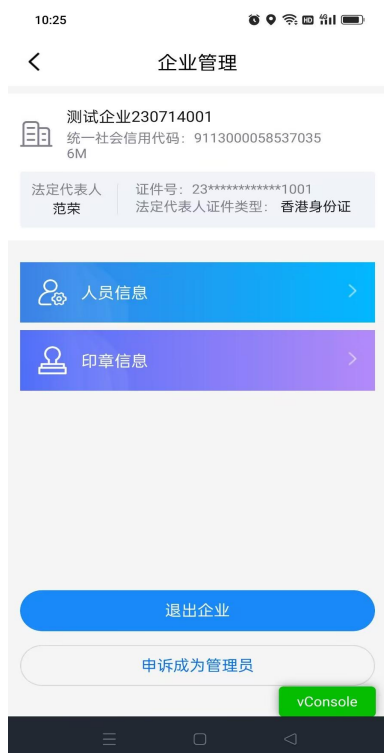 10:25
企业管理
测试企业230714001
统一社会信用代码：9113000058537035
6M
法定代表人
范荣
证件号：23************1001
法定代表人证件类型：香港身份证
人员信息
印章信息
退出企业
申诉成为管理员
vConsole